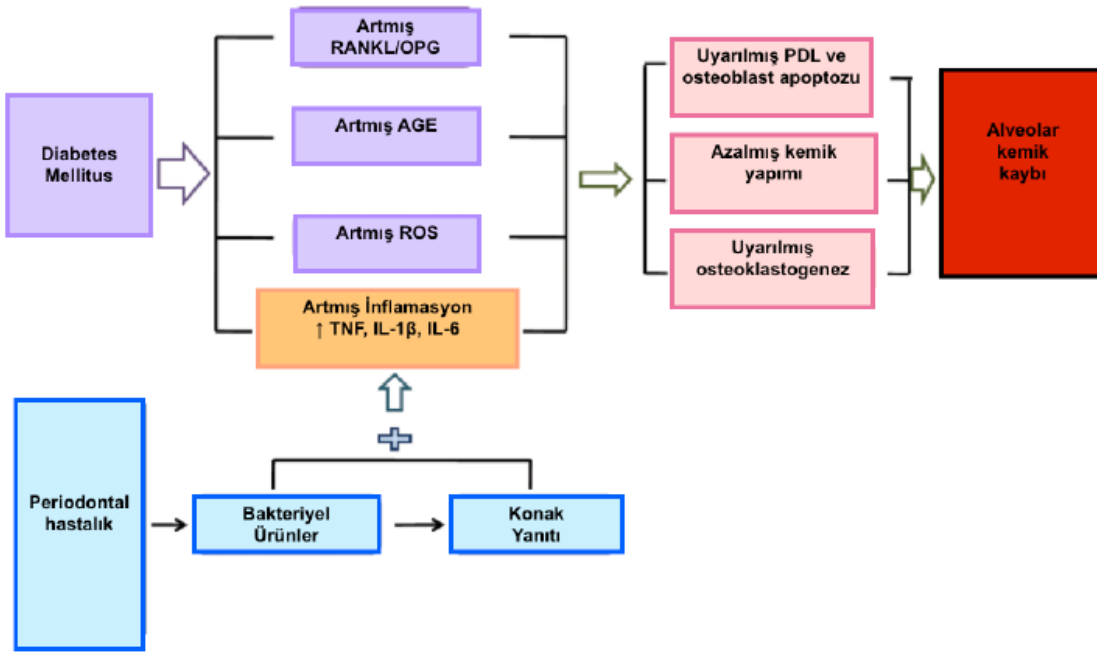 Artmış
RANKL/OPG
Uyarılmış PDL ve
osteoblast apoptozu
Diabetes
Mellitus
Artmış AGE
Azalmış kemik
yapımı
Alveolar
kemik
kaybı
Artmış ROS
Uyarılmış
osteoklastogenez
Artmış İnflamasyon
↑ TNF, IL-1β, IL-6
Periodontal
hastalık
Bakteriyel
Ürünler
Konak
Yanıtı